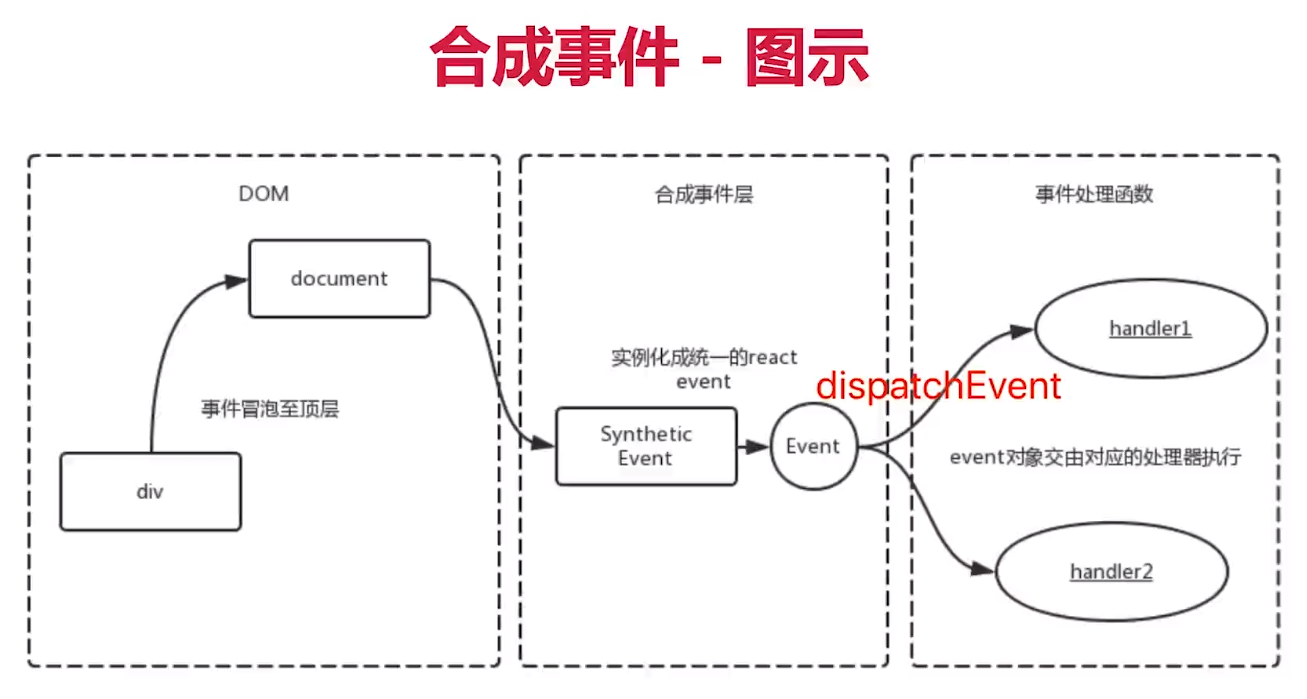 合成事件 - 图示
DOM
document
事件冒泡至顶层
div
合成事件层
实例化成统一的react
event
Synthetic
Event
Event
dispatchEvent
事件处理函数
handler1
event对象交由对应的处理器执行
handler2